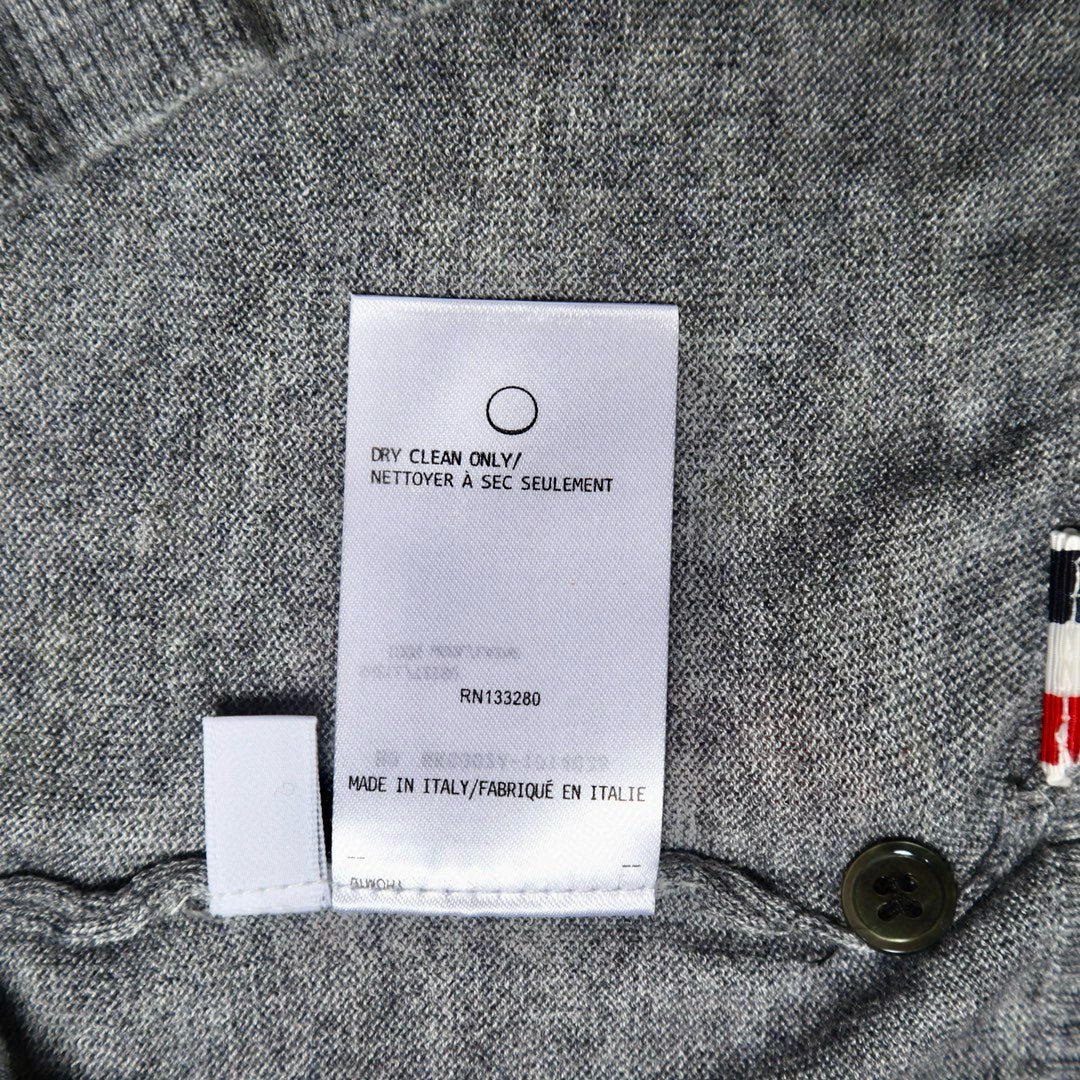 DRY CLEAN ONLY/
NETTOYER À SEC SEULEMENT
RN133280
MADE IN ITALY/FABRIQUÉ EN ITALIE